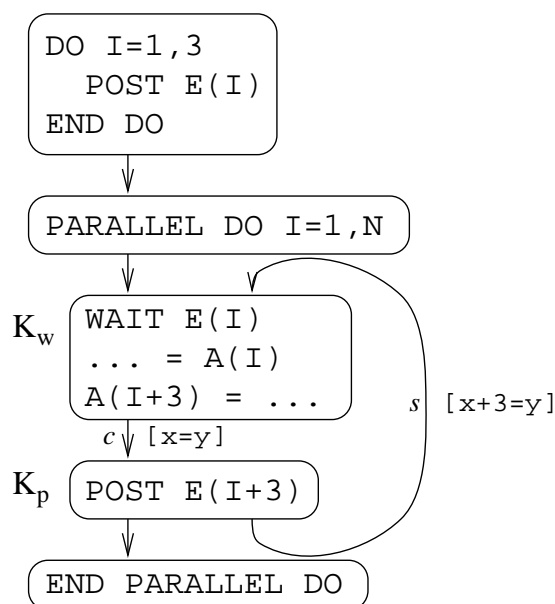 DO I=1,3
POST E(I)
END DO
PARALLEL DO I=1,N
K_w
WAIT E(I)
... = A(I)
A(I+3) = ...
s [x+3=y]
c [x=y]
K_p
POST E(I+3)
END PARALLEL DO